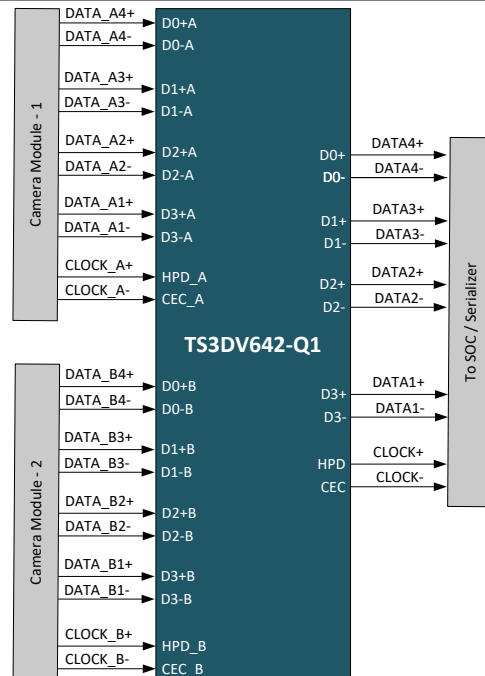 Camera Module - 1
DATA_A4+
DATA_A4-
DATA_A3+
DATA_A3-
DATA_A2+
DATA_A2-
DATA_A1+
DATA_A1-
CLOCK_A+
CLOCK_A-
D0+A
D0-A
D1+A
D1-A
D2+A
D2-A
D3+A
D3-A
HPD_A
CEC_A
TS3DV642-Q1
Camera Module - 2
DATA_B4+
DATA_B4-
DATA_B3+
DATA_B3-
DATA_B2+
DATA_B2-
DATA_B1+
DATA_B1-
CLOCK_B+
CLOCK_B-
D0+B
D0-B
D1+B
D1-B
D2+B
D2-B
D3+B
D3-B
HPD_B
CEC_B
D0+
D0-
D1+
D1-
D2+
D2-
D3+
D3-
HPD
CEC
DATA4+
DATA4-
DATA3+
DATA3-
DATA2+
DATA2-
DATA1+
DATA1-
CLOCK+
CLOCK-
To SOC / Serializer